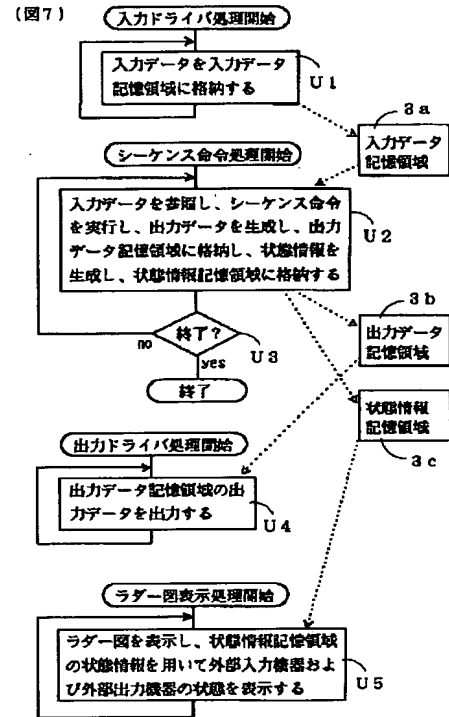 (図7)
入力ドライバ処理開始
入力データを入力データ
記憶領域に格納する
U1
3a
入力データ
記憶領域
シーケンス命令処理開始
入力データを参照し、シーケンス命令
を実行し、出力データを生成し、出力
データ記憶領域に格納し、状態情報を
生成し、状態情報記憶領域に格納する
U2
終了?
no
yes
U3
終了
3b
出力データ
記憶領域
状態情報
記憶領域
3c
出力ドライバ処理開始
出力データ記憶領域の出
力データを出力する
U4
ラダー図表示処理開始
ラダー図を表示し、状態情報記憶領域
の状態情報を用いて外部入力機器およ
び外部出力機器の状態を表示する
U5